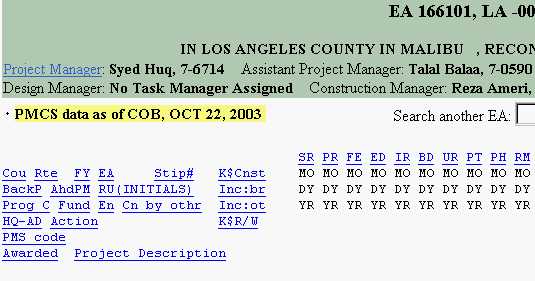 EA 166101, LA -00
IN LOS ANGELES COUNTY IN MALIBU , RECON
Project Manager: Syed Huq, 7-6714 Assistant Project Manager: Talal Balaa, 7-0590
Design Manager: No Task Manager Assigned Construction Manager: Reza Ameri,
· PMCS data as of COB, OCT 22, 2003 Search another EA:
SR PR FE ED IR BD UR PT PH RM
Cou Rte FY EA Stip# K$Cnst MO MO MO MO MO MO MO MO MO MO
BackP AhdPM RU(INITIALS) Inc:br DY DY DY DY DY DY DY DY DY DY
Prog C Fund En Cn by othr Inc:ot YR YR YR YR YR YR YR YR YR YR
HQ-AD Action K$R/W
PMS code
Awarded Project Description